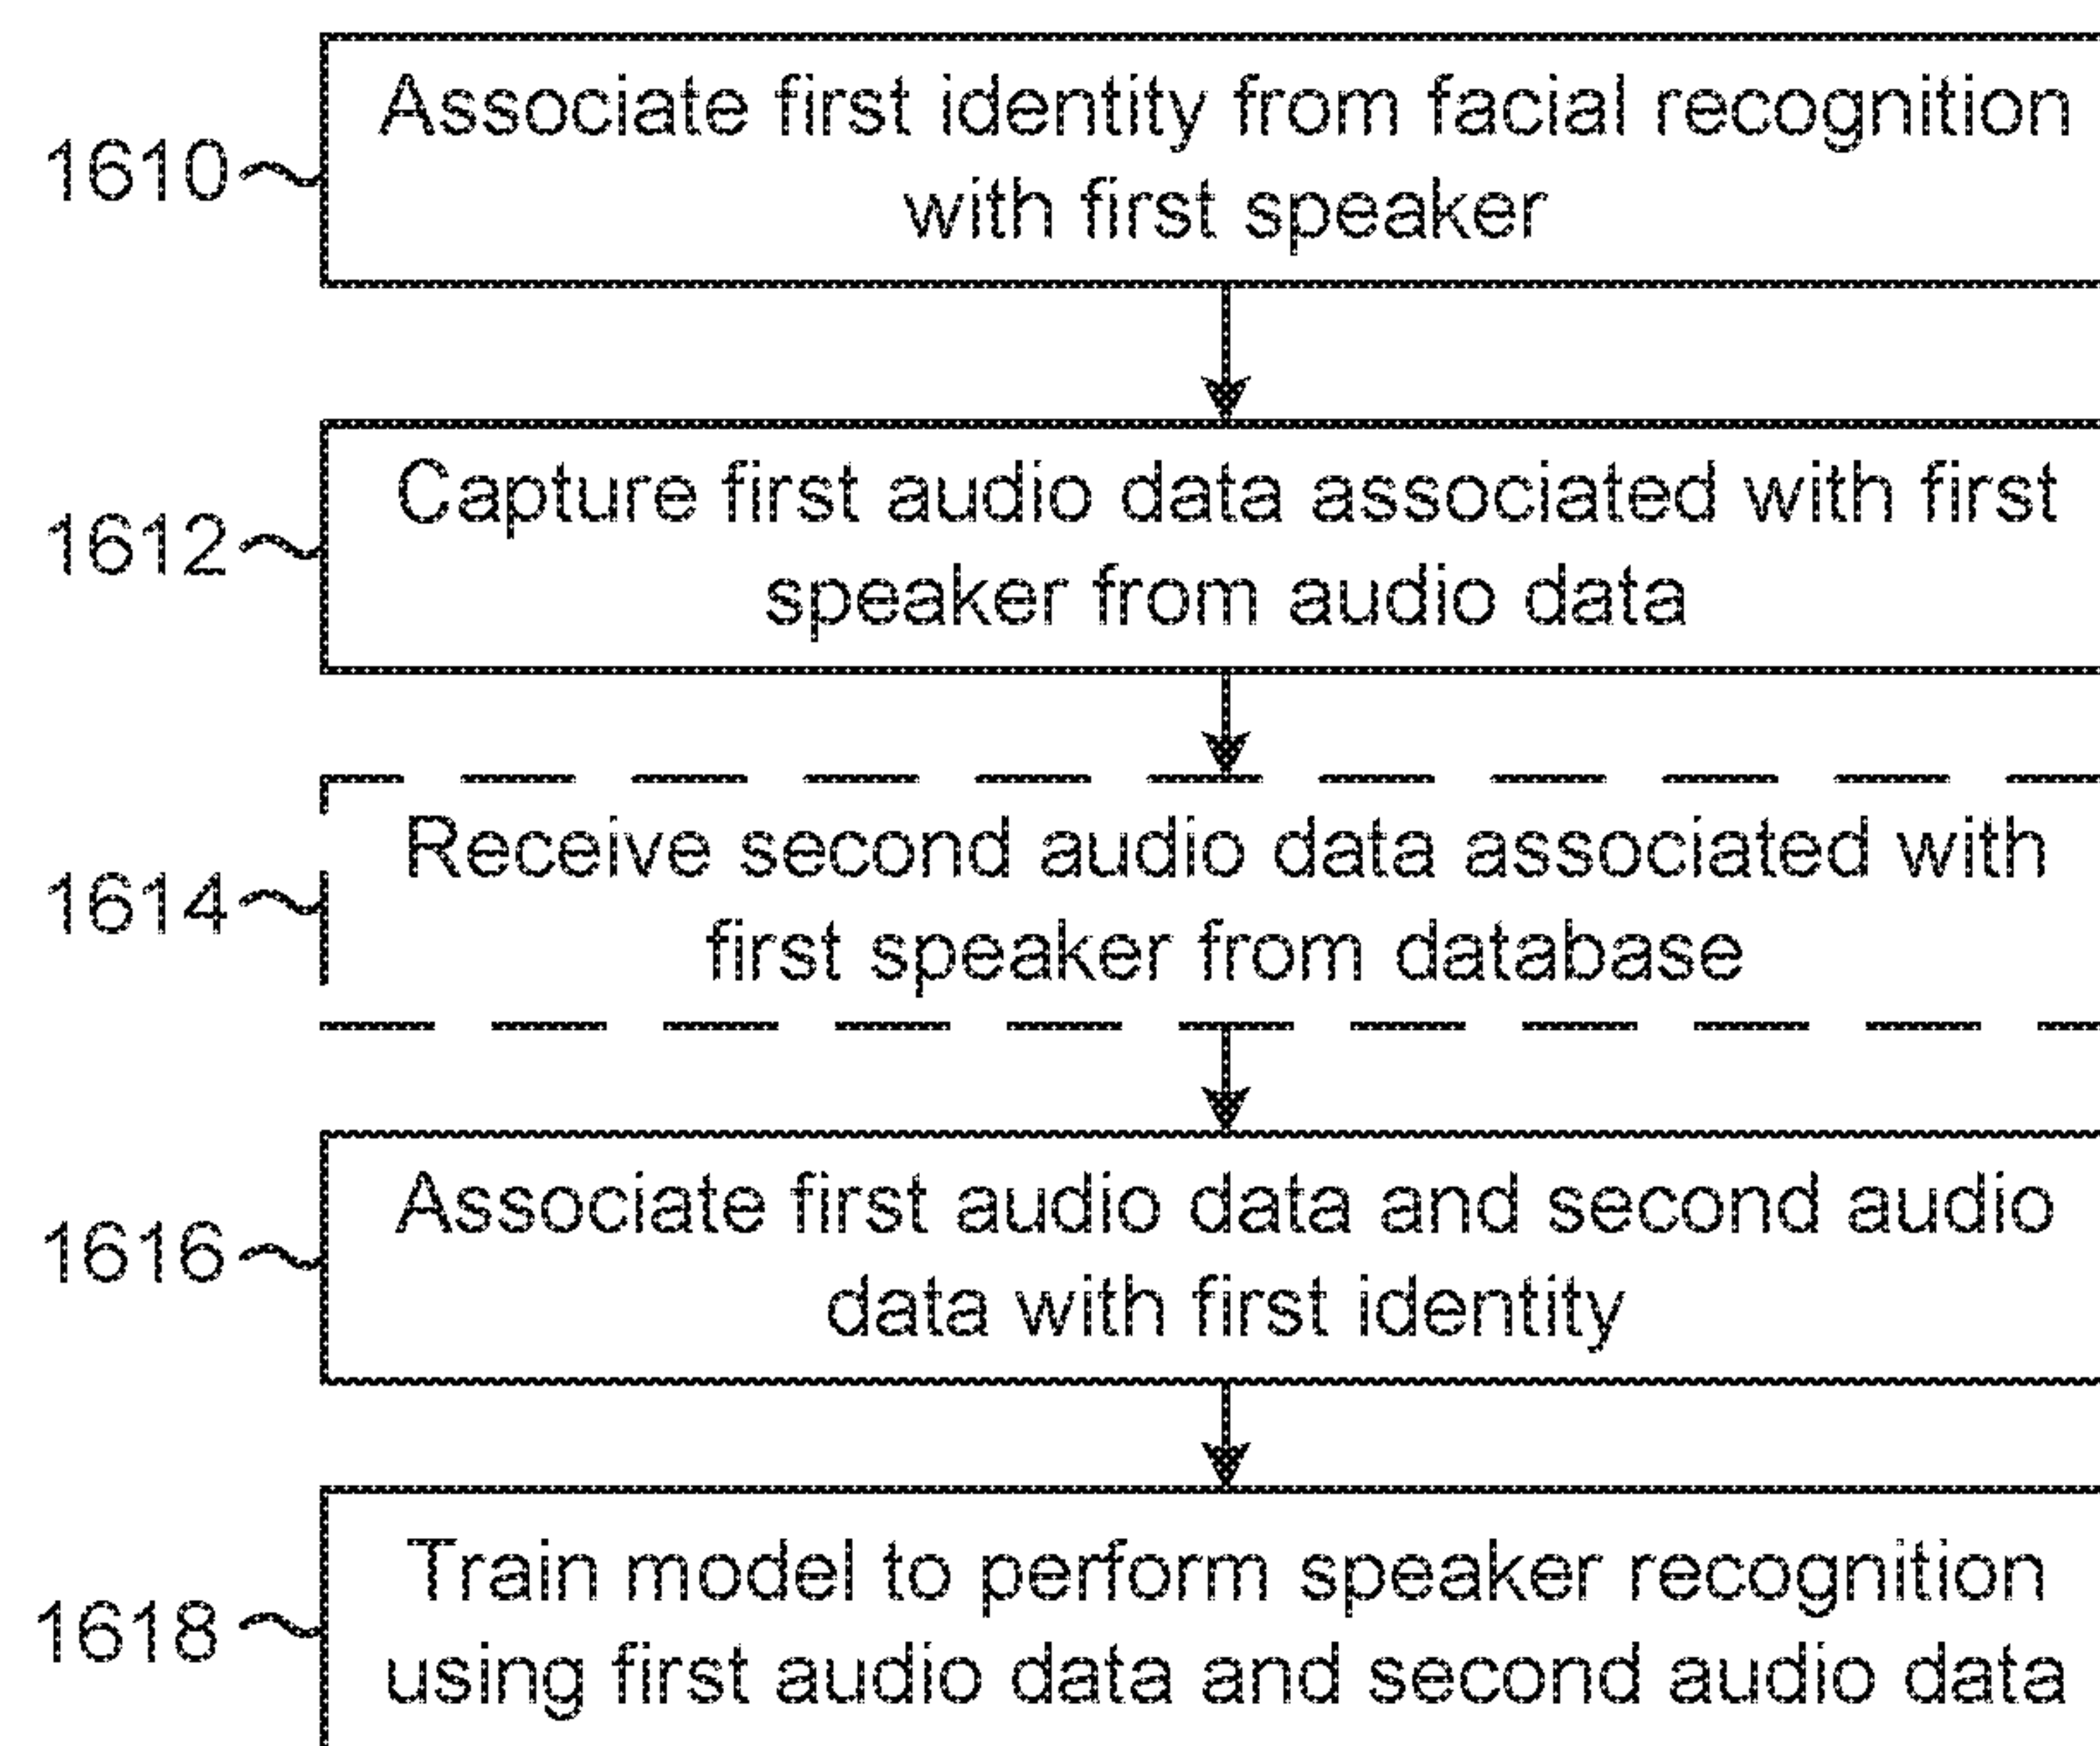 1610
Associate first identity from facial recognition
with first speaker
1612
Capture first audio data associated with first
speaker from audio data
1614
Receive second audio data associated with
first speaker from database
1616
Associate first audio data and second audio
data with first identity
1618
Train model to perform speaker recognition
using first audio data and second audio data